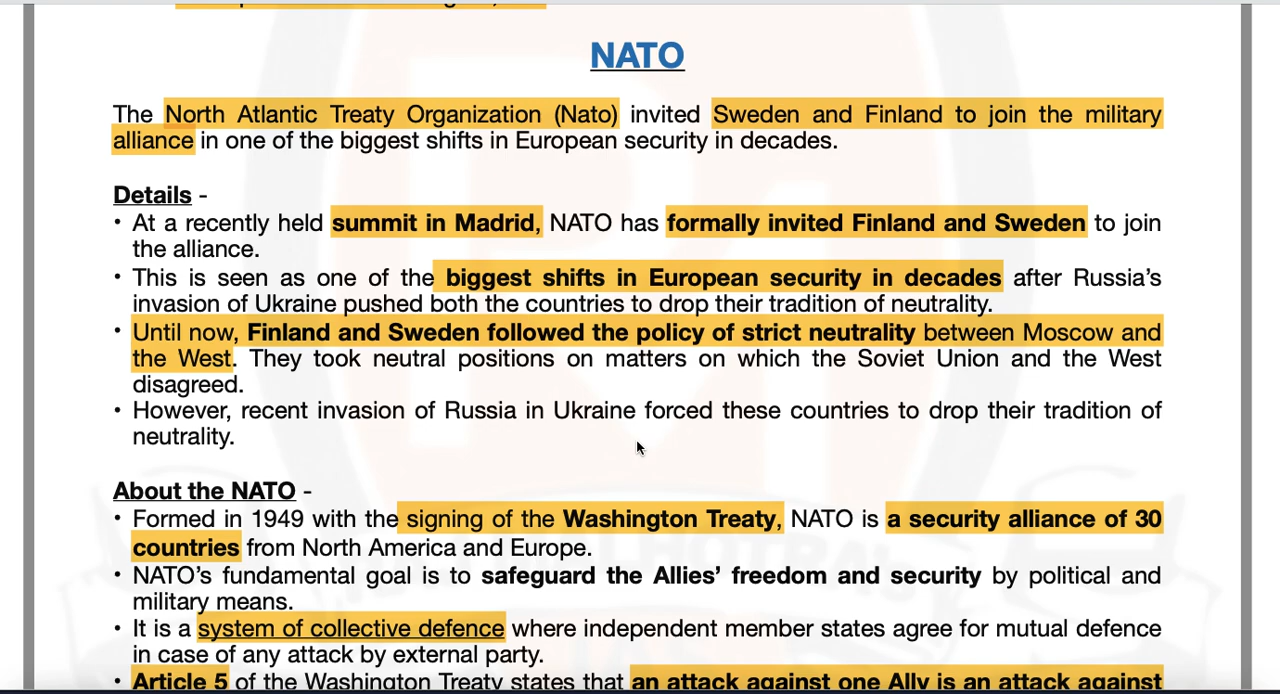 NATO
The North Atlantic Treaty Organization (Nato) invited Sweden and Finland to join the military
alliance in one of the biggest shifts in European security in decades.
Details -
• At a recently held summit in Madrid, NATO has formally invited Finland and Sweden to join
the alliance.
• This is seen as one of the biggest shifts in European security in decades after Russia's
invasion of Ukraine pushed both the countries to drop their tradition of neutrality.
• Until now, Finland and Sweden followed the policy of strict neutrality between Moscow and
the West. They took neutral positions on matters on which the Soviet Union and the West
disagreed.
• However, recent invasion of Russia in Ukraine forced these countries to drop their tradition of
neutrality.
About the NATO -
• Formed in 1949 with the signing of the Washington Treaty, NATO is a security alliance of 30
countries from North America and Europe.
• NATO's fundamental goal is to safeguard the Allies' freedom and security by political and
military means.
• It is a system of collective defence where independent member states agree for mutual defence
in case of any attack by external party.
• Article 5 of the Washington Treaty states that an attack against one Ally is an attack against